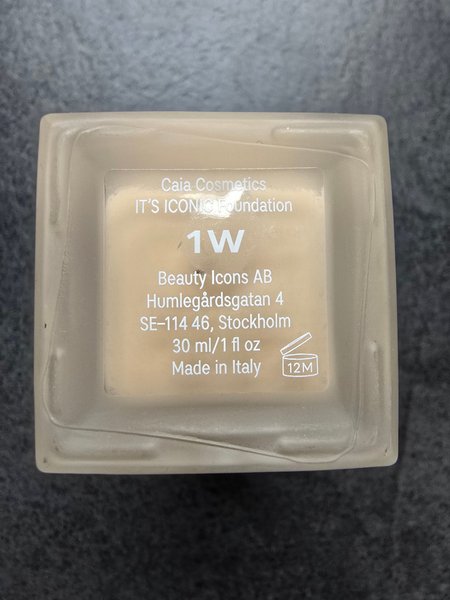 Caia Cosmetics
IT'S ICONIC Foundation
1W
Beauty Icons AB
Humlegårdsgatan 4
SE-114 46, Stockholm
30 ml/1 fl oz
Made in Italy
12M